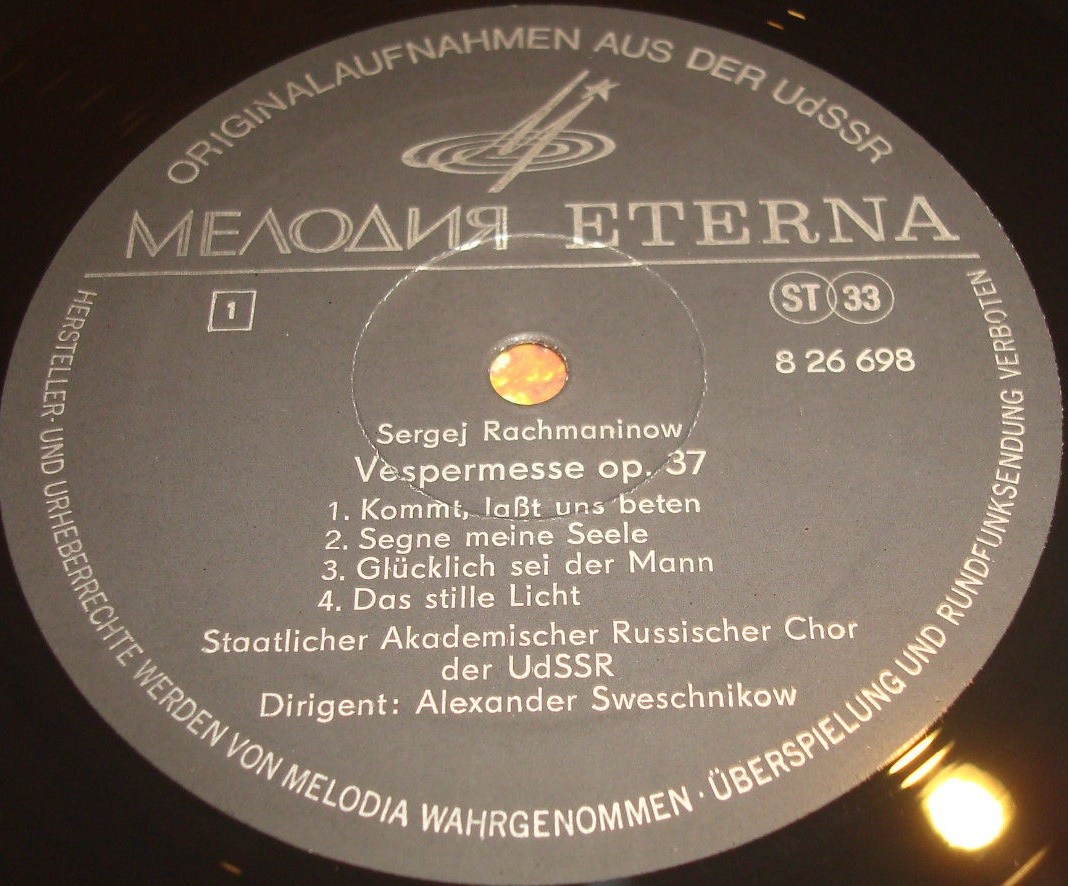 ORIGINALAUFNAHMEN AUS DER UdSSR
МЕЛОДИЯ ETERNA
1
ST 33
8 26 698
Sergej Rachmaninow
Vespermesse op. 37
1. Kommt, laßt uns beten
2. Segne meine Seele
3. Glücklich sei der Mann
4. Das stille Licht
Staatlicher Akademischer Russischer Chor
der UdSSR
Dirigent: Alexander Sweschnikow
HERSTELLER- UND URHEBERRECHTE WERDEN VON MELODIA WAHRGENOMMEN · ÜBERSPIELUNG UND RUNDFUNKSENDUNG VERBOTEN